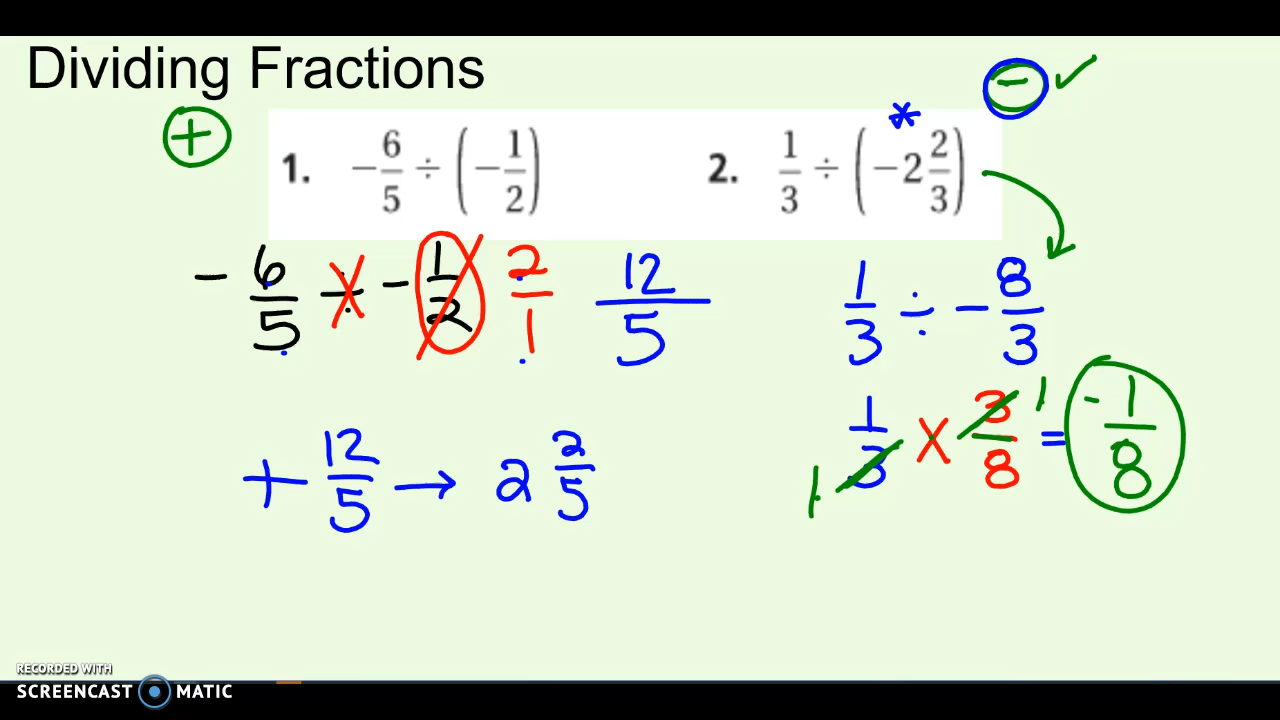 Dividing Fractions
+
− ✓
*
1. −6/5 ÷ (−1/2)
2. 1/3 ÷ (−2 2/3)
− 6/5 ÷ X − 1/2 2/1 12/5
1/3 ÷ − 8/3
+ 12/5 → 2 2/5
1/3 X 3/8 = − 1/8
1 1
RECORDED WITH
SCREENCAST MATIC